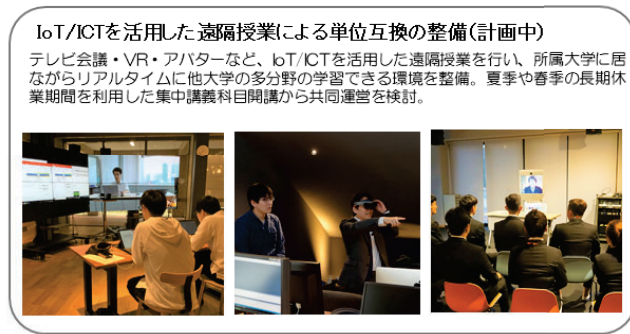 IoT/ICTを活用した遠隔授業による単位互換の整備(計画中)
テレビ会議・VR・アバターなど、IoT/ICTを活用した遠隔授業を行い、所属大学に居
ながらリアルタイムに他大学の多分野の学習できる環境を整備。夏季や春季の長期休
業期間を利用した集中講義科目開講から共同運営を検討。